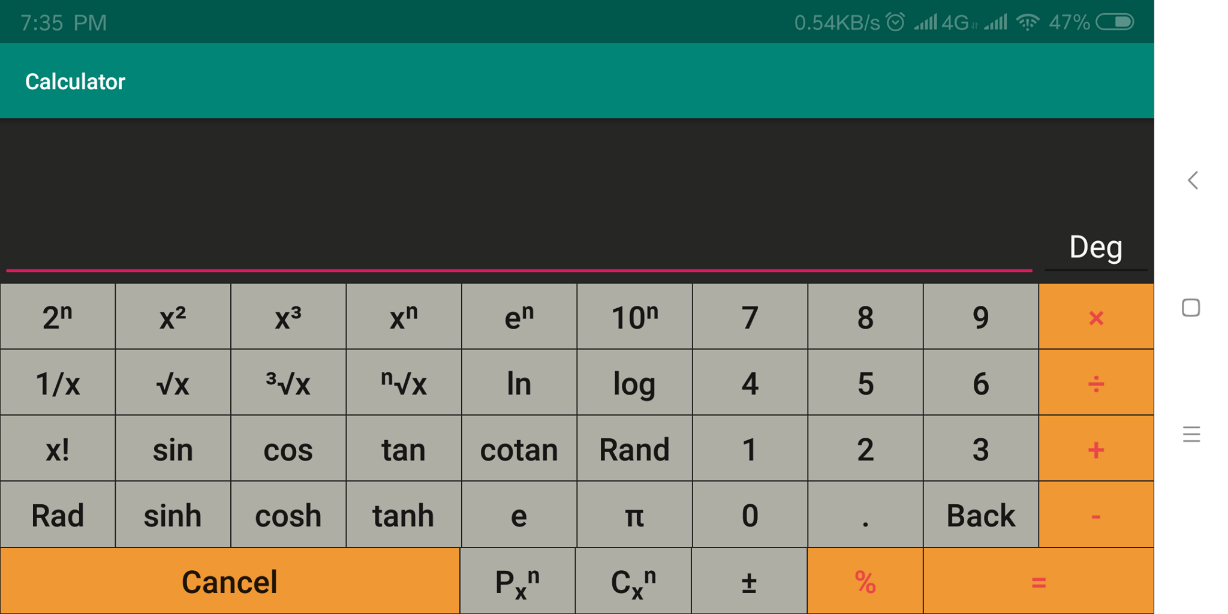 7:35 PM 0.54KB/s 4G 47%
Calculator
Deg
2ⁿ x² x³ xⁿ eⁿ 10ⁿ 7 8 9 ×
1/x √x ³√x ⁿ√x ln log 4 5 6 ÷
x! sin cos tan cotan Rand 1 2 3 +
Rad sinh cosh tanh e π 0 . Back -
Cancel Pₓⁿ Cₓⁿ ± % =